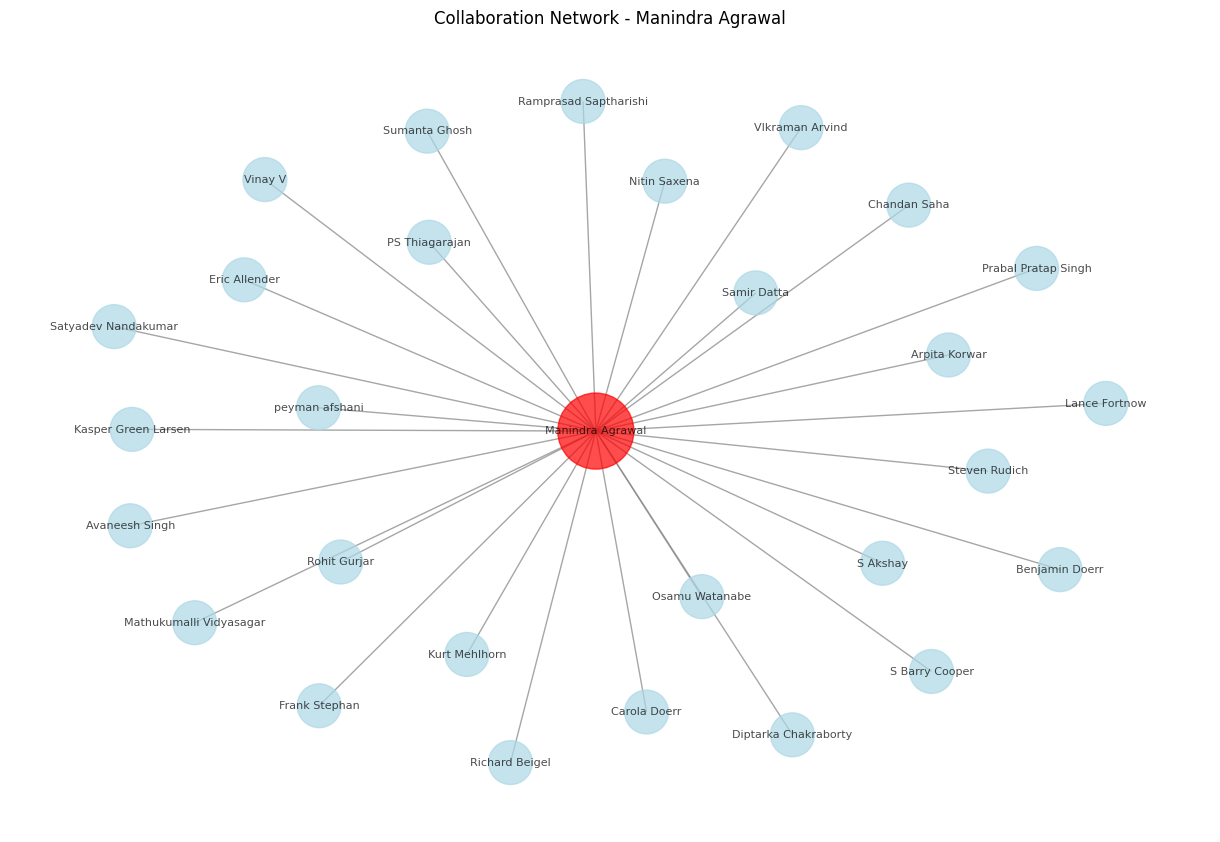 Collaboration Network - Manindra Agrawal
Ramprasad Saptharishi
VIkraman Arvind
Sumanta Ghosh
Vinay V
Nitin Saxena
Chandan Saha
PS Thiagarajan
Prabal Pratap Singh
Eric Allender
Samir Datta
Satyadev Nandakumar
Arpita Korwar
Lance Fortnow
peyman afshani
Kasper Green Larsen
Manindra Agrawal
Steven Rudich
Avaneesh Singh
Rohit Gurjar
S Akshay
Benjamin Doerr
Osamu Watanabe
Mathukumalli Vidyasagar
Kurt Mehlhorn
S Barry Cooper
Frank Stephan
Carola Doerr
Diptarka Chakraborty
Richard Beigel